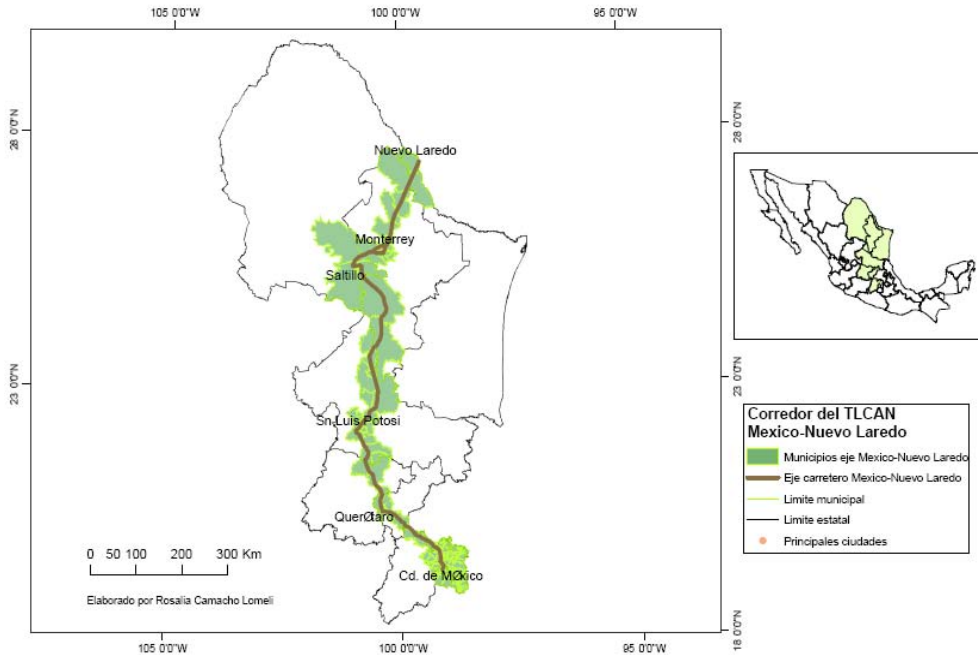 105 0'0"W
100 0'0"W
95 0'0"W
28 0'0"N
28 0'0"N
Nuevo Laredo
Monterrey
Saltillo
23 0'0"N
23 0'0"N
Sn Luis Potosi
QuerØtaro
Cd. de MØxico
Corredor del TLCAN
Mexico-Nuevo Laredo
Municipios eje Mexico-Nuevo Laredo
Eje carretero Mexico-Nuevo Laredo
Limite municipal
Limite estatal
Principales ciudades
0 50 100 200 300 Km
Elaborado por Rosalia Camacho Lomeli
18 0'0"N
105 0'0"W
100 0'0"W
95 0'0"W